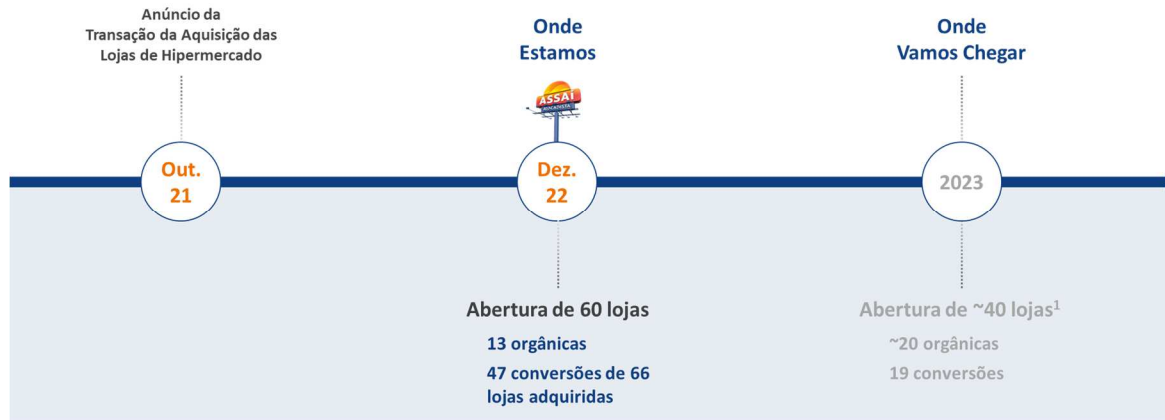 Anúncio da
Transação da Aquisição das
Lojas de Hipermercado
Onde
Estamos
Onde
Vamos Chegar
ASSAÍ
ATACADISTA
Out.
21
Dez.
22
2023
Abertura de 60 lojas
13 orgânicas
47 conversões de 66
lojas adquiridas
Abertura de ~40 lojas¹
~20 orgânicas
19 conversões